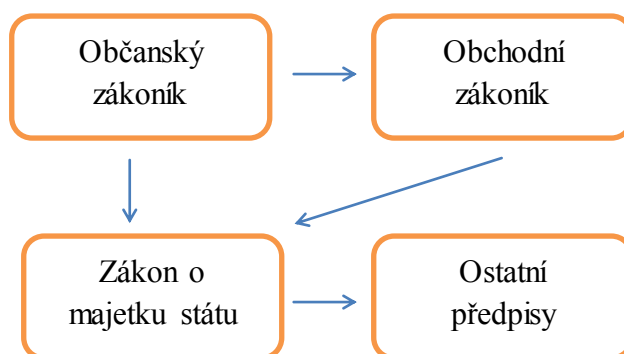 Občanský
zákoník
Obchodní
zákoník
Zákon o
majetku státu
Ostatní
předpisy